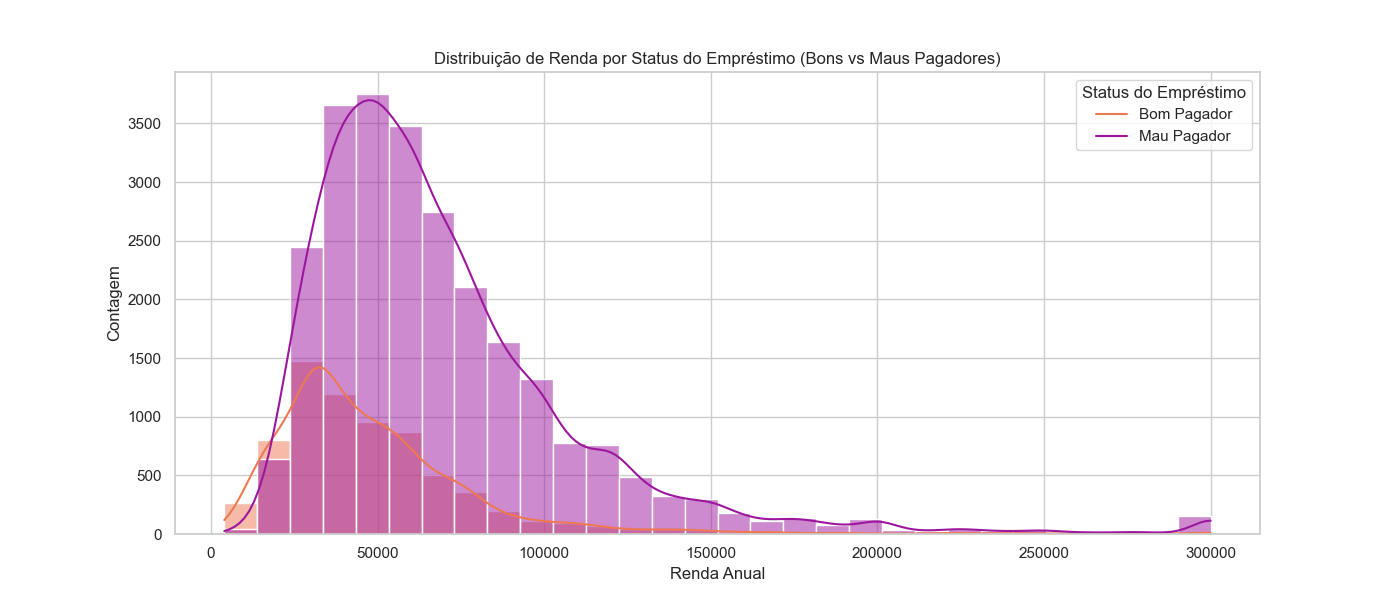 Distribuição de Renda por Status do Empréstimo (Bons vs Maus Pagadores)
Status do Empréstimo
Bom Pagador
Mau Pagador
Contagem
3500
3000
2500
2000
1500
1000
500
0
0
50000
100000
150000
200000
250000
300000
Renda Anual